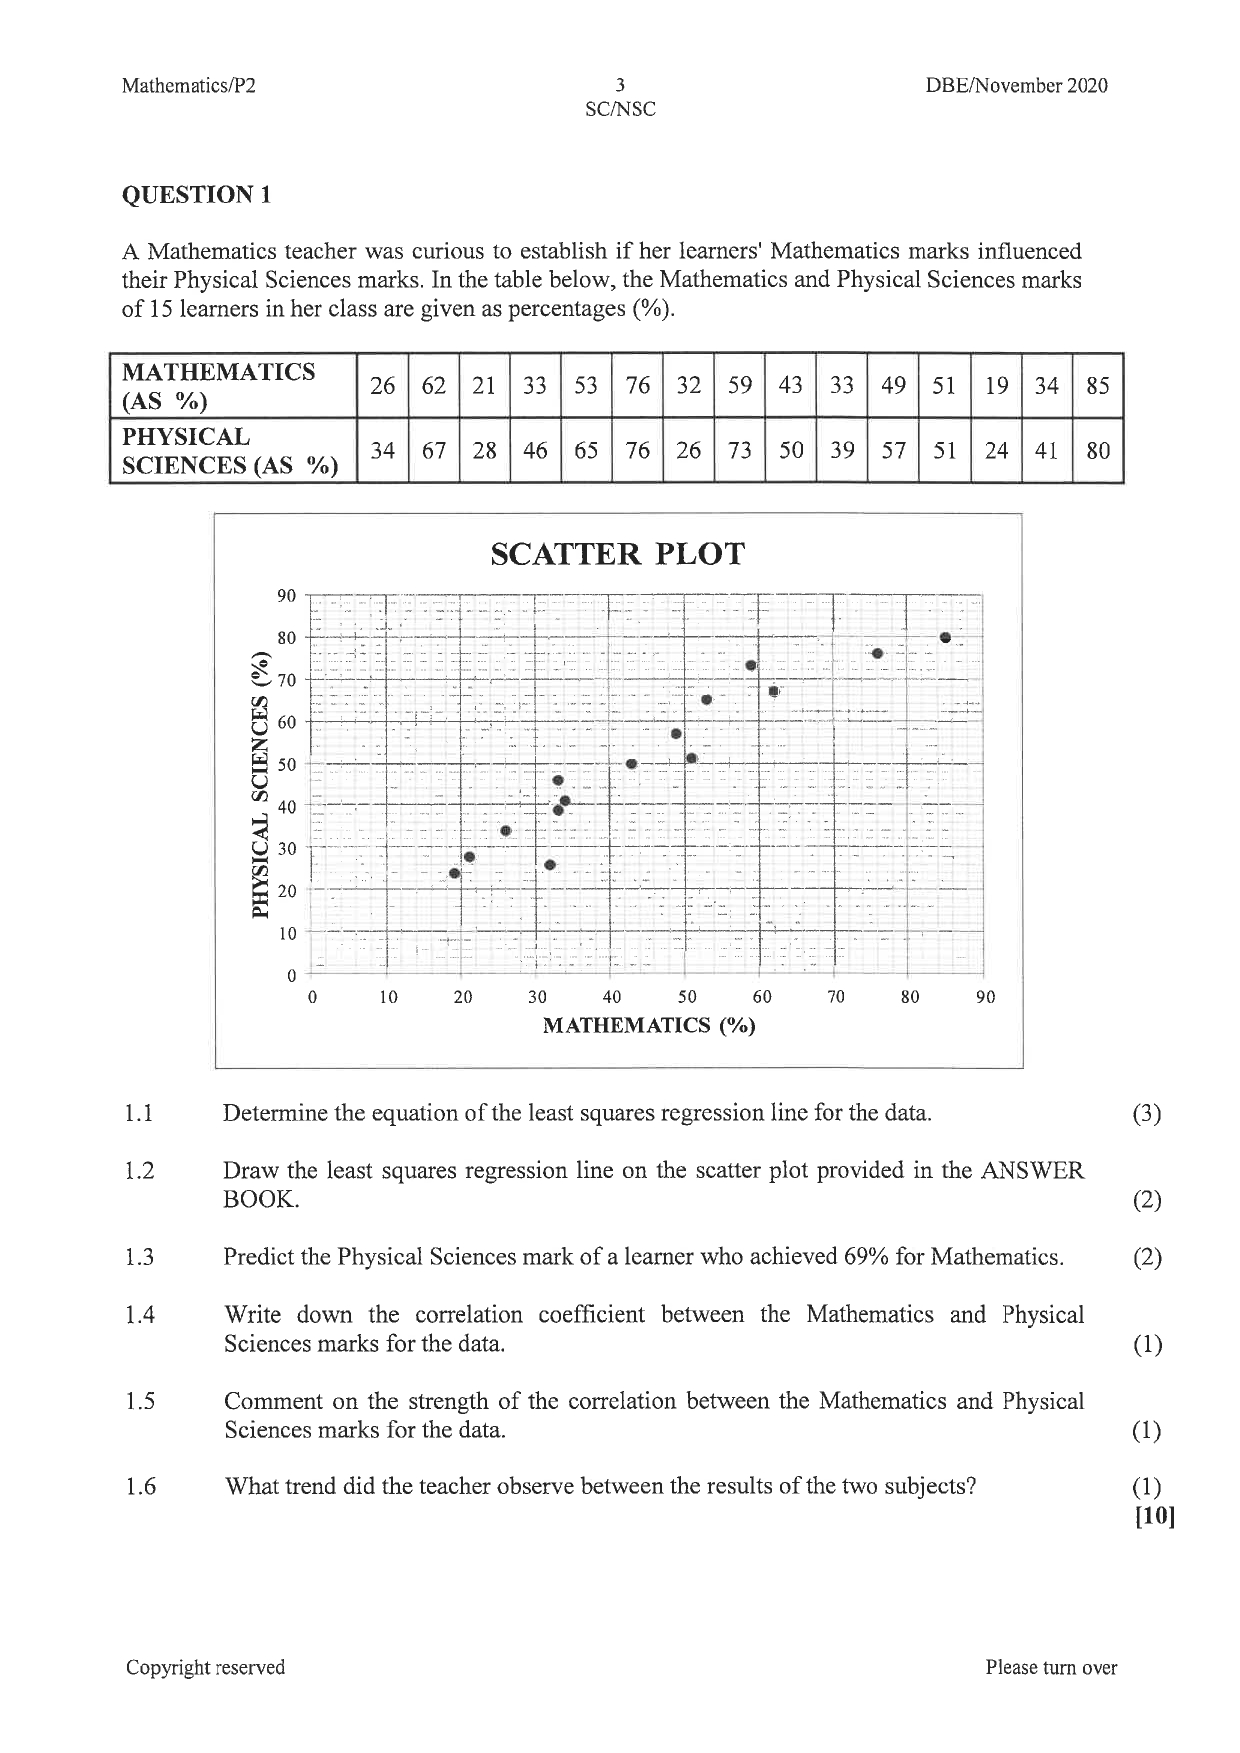 Mathematics/P2 3 DBE/November 2020
SC/NSC
QUESTION 1
A Mathematics teacher was curious to establish if her learners' Mathematics marks influenced
their Physical Sciences marks. In the table below, the Mathematics and Physical Sciences marks
of 15 learners in her class are given as percentages (%).
MATHEMATICS
(AS %) 26 62 21 33 53 76 32 59 43 33 49 51 19 34 85
PHYSICAL
SCIENCES (AS %) 34 67 28 46 65 76 26 73 50 39 57 51 24 41 80
SCATTER PLOT
PHYSICAL SCIENCES (%)
90
80
70
60
50
40
30
20
10
0
0 10 20 30 40 50 60 70 80 90
MATHEMATICS (%)
1.1 Determine the equation of the least squares regression line for the data. (3)
1.2 Draw the least squares regression line on the scatter plot provided in the ANSWER
BOOK. (2)
1.3 Predict the Physical Sciences mark of a learner who achieved 69% for Mathematics. (2)
1.4 Write down the correlation coefficient between the Mathematics and Physical
Sciences marks for the data. (1)
1.5 Comment on the strength of the correlation between the Mathematics and Physical
Sciences marks for the data. (1)
1.6 What trend did the teacher observe between the results of the two subjects? (1)
[10]
Copyright reserved Please turn over